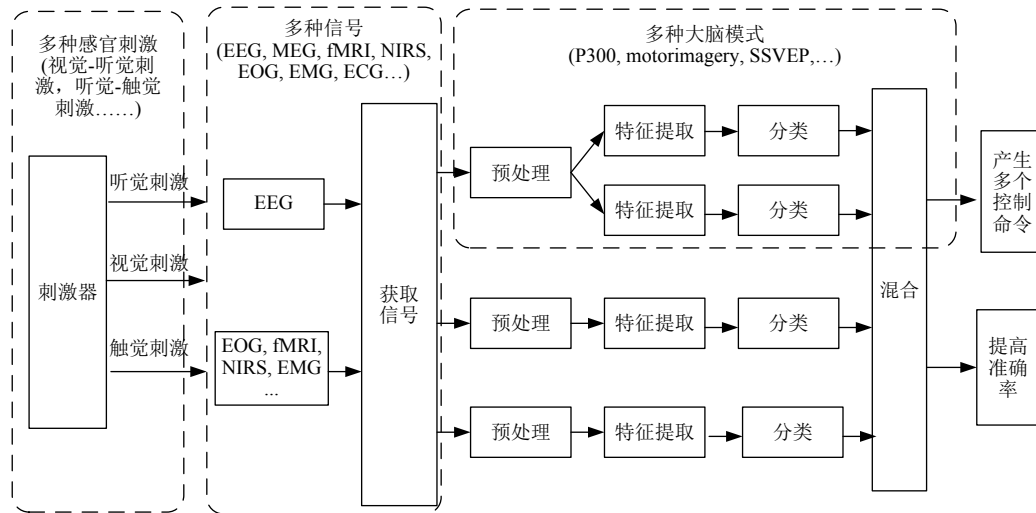 多种感官刺激
(视觉-听觉刺
激，听觉-触觉
刺激……)
刺激器
听觉刺激
视觉刺激
触觉刺激
多种信号
(EEG, MEG, fMRI, NIRS,
EOG, EMG, ECG…)
EEG
EOG, fMRI,
NIRS, EMG
...
获取
信号
多种大脑模式
(P300, motorimagery, SSVEP,…)
预处理
特征提取
分类
特征提取
分类
预处理
特征提取
分类
预处理
特征提取
分类
混合
产生
多个
控制
命令
提高
准确
率